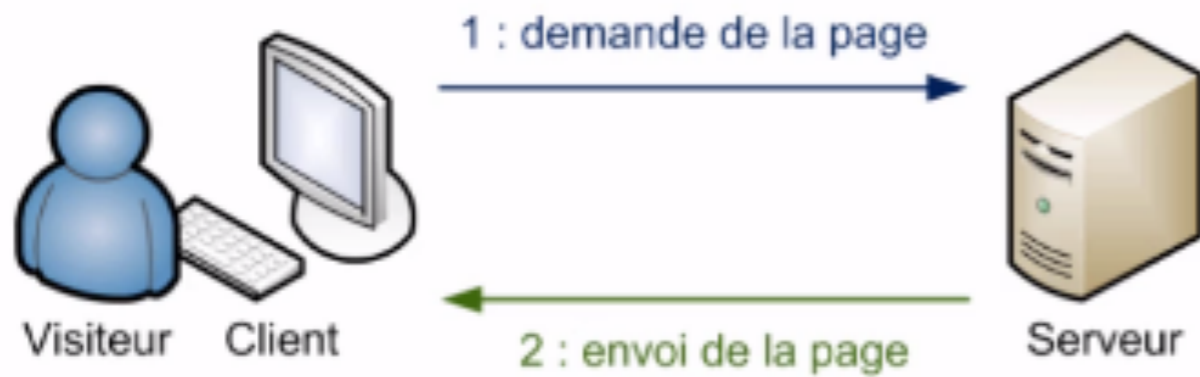 1 : demande de la page
Visiteur Client
2 : envoi de la page
Serveur